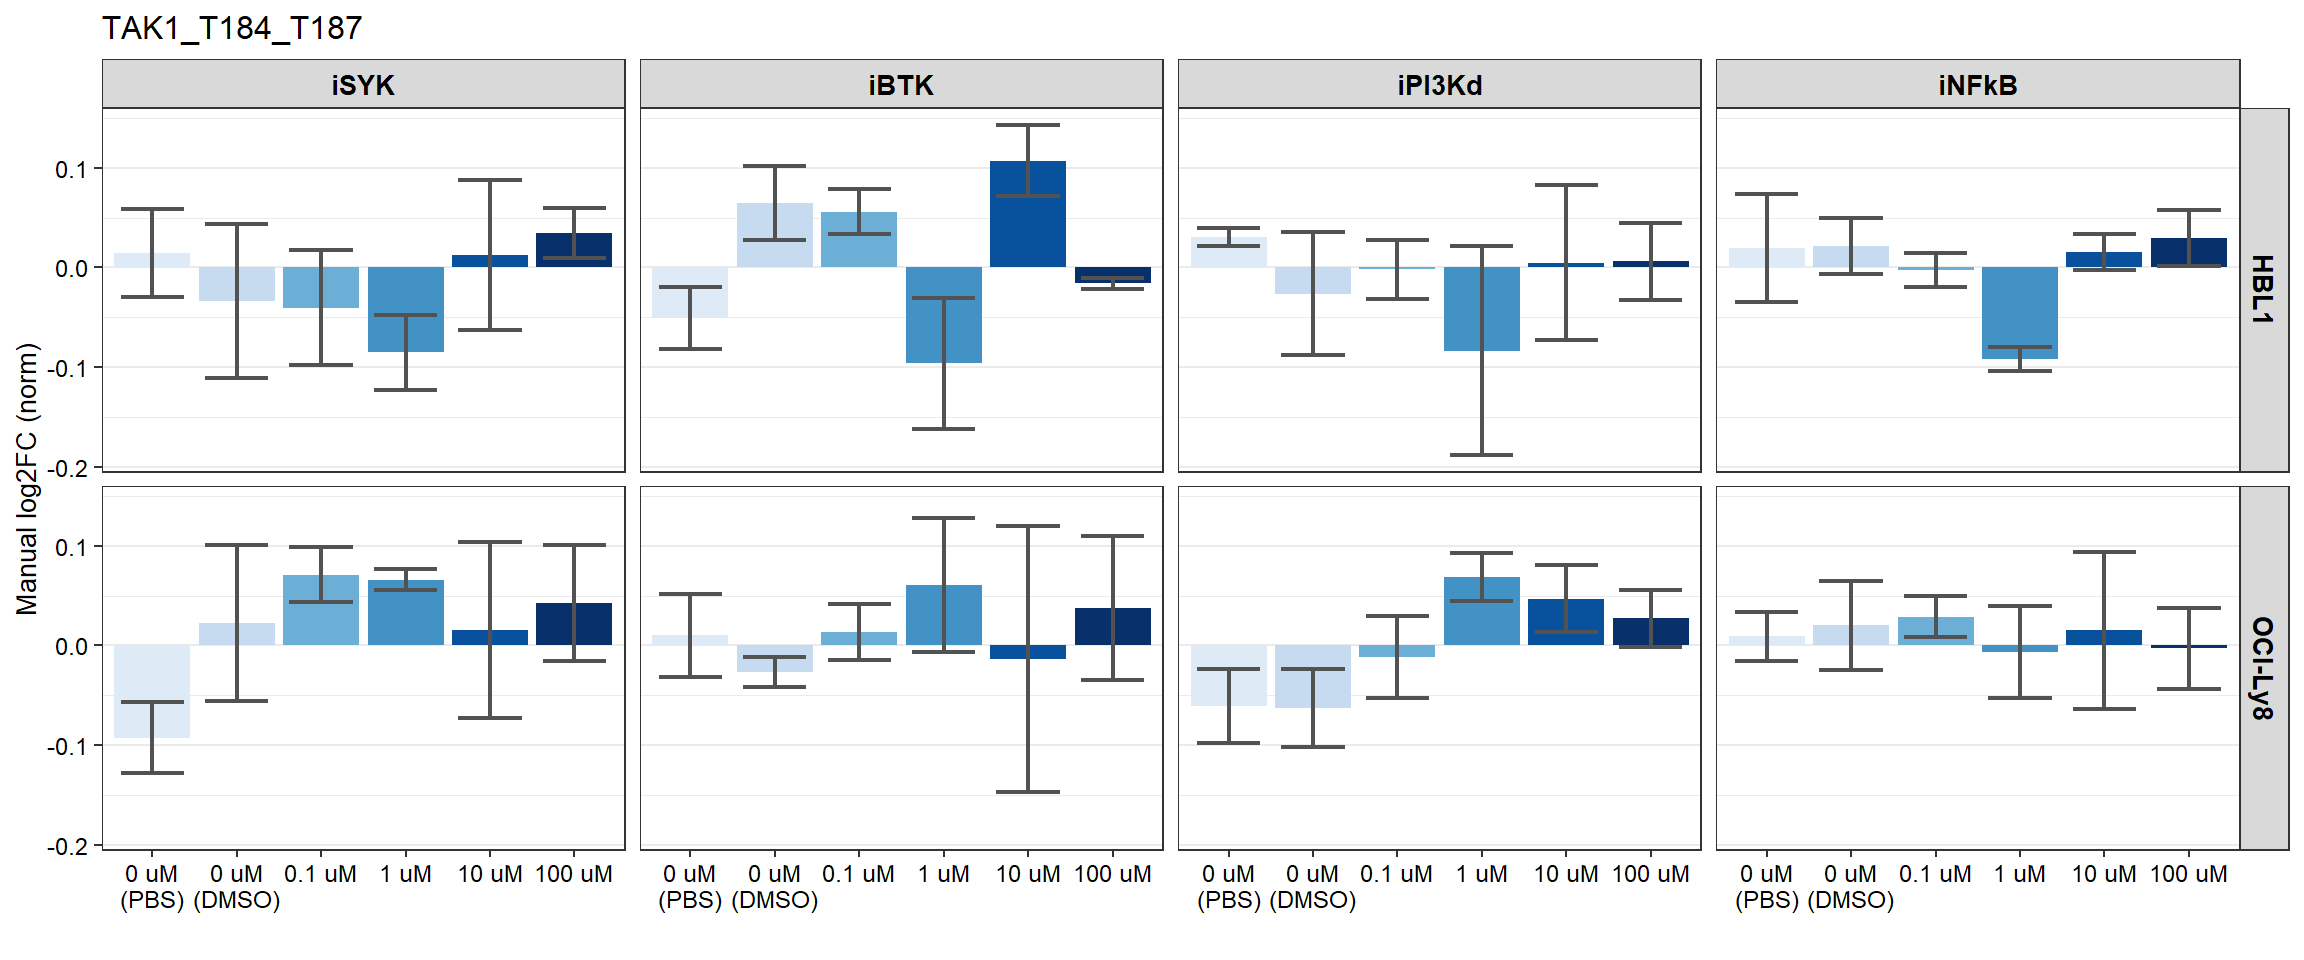 TAK1_T184_T187
iSYK
iBTK
iPI3Kd
iNFkB
Manual log2FC (norm)
0.1
0.0
-0.1
-0.2
HBL1
0.1
0.0
-0.1
-0.2
OCI-Ly8
0 uM 0 uM 0.1 uM 1 uM 10 uM 100 uM
(PBS) (DMSO)
0 uM 0 uM 0.1 uM 1 uM 10 uM 100 uM
(PBS) (DMSO)
0 uM 0 uM 0.1 uM 1 uM 10 uM 100 uM
(PBS) (DMSO)
0 uM 0 uM 0.1 uM 1 uM 10 uM 100 uM
(PBS) (DMSO)